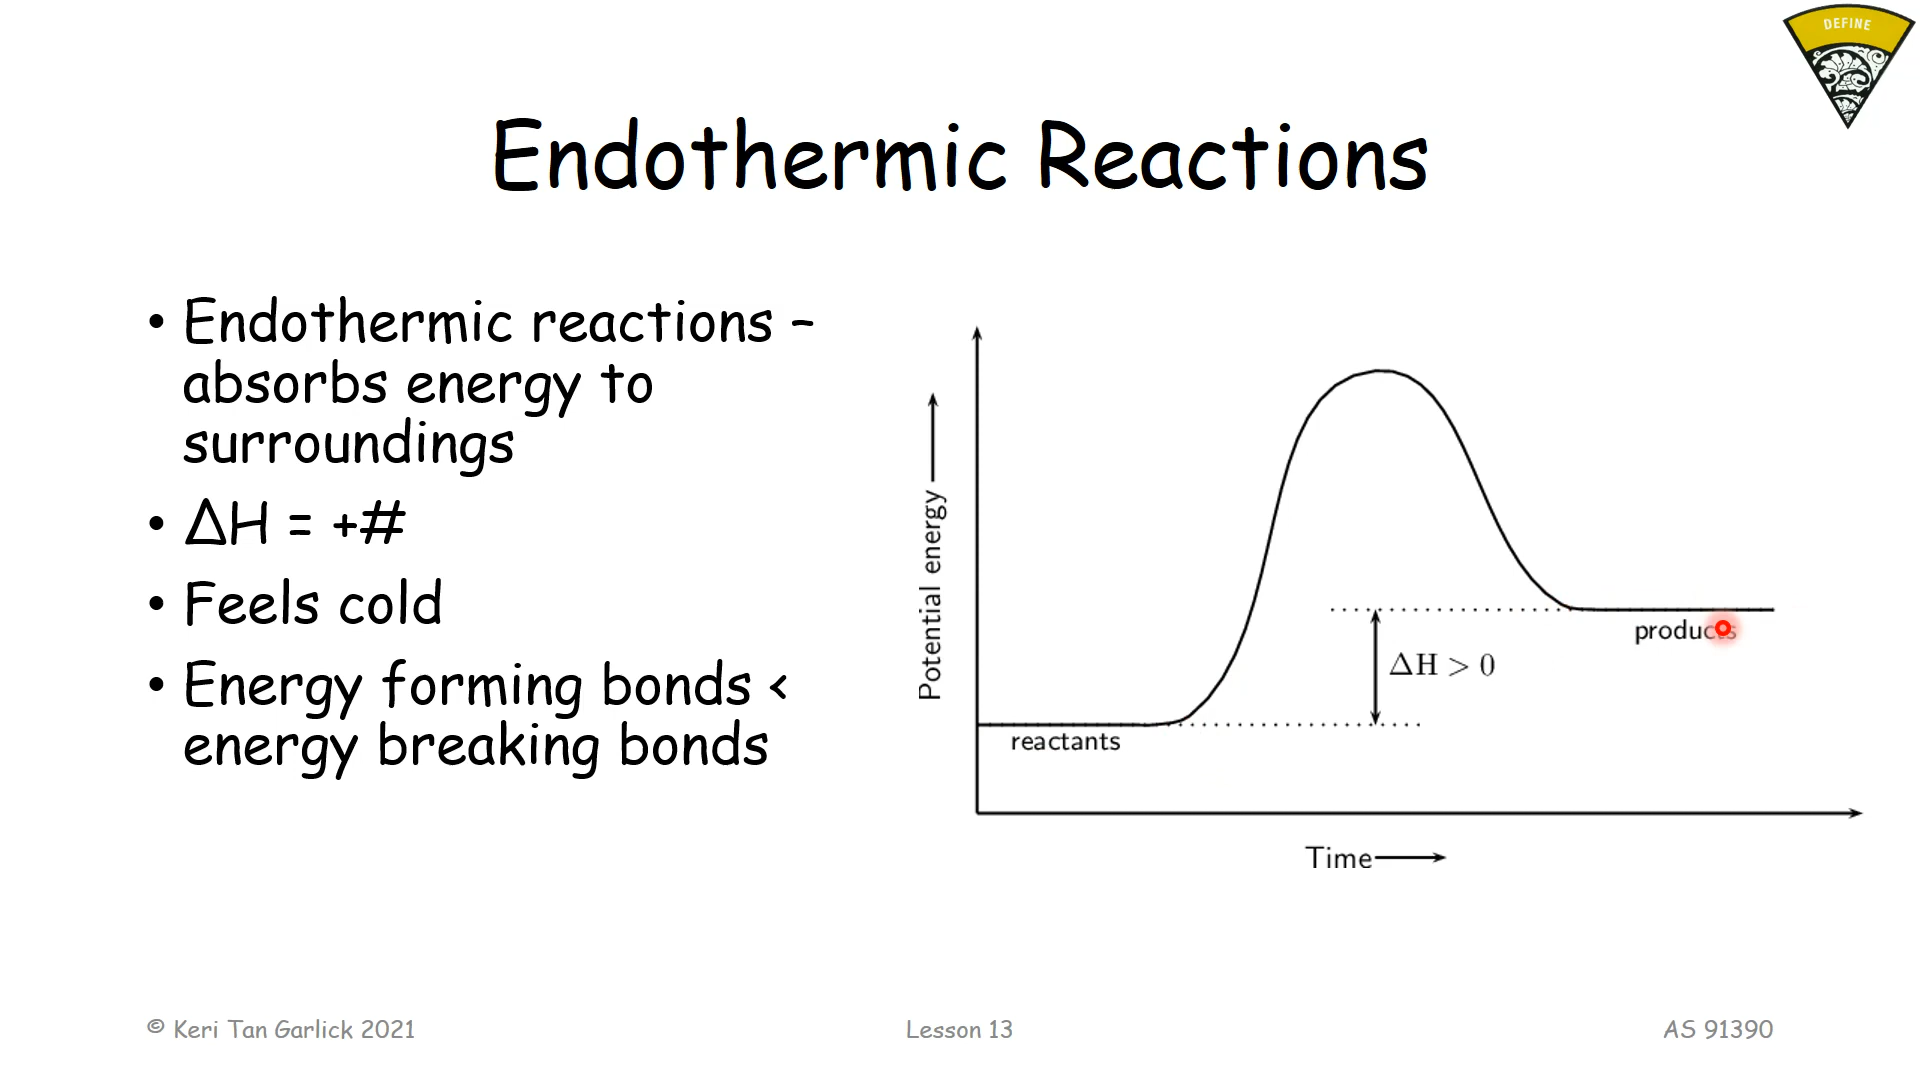 DEFINE
Endothermic Reactions
• Endothermic reactions –
absorbs energy to
surroundings
• ΔH = +#
• Feels cold
• Energy forming bonds <
energy breaking bonds
Potential energy
ΔH > 0
products
reactants
Time
© Keri Tan Garlick 2021
Lesson 13
AS 91390